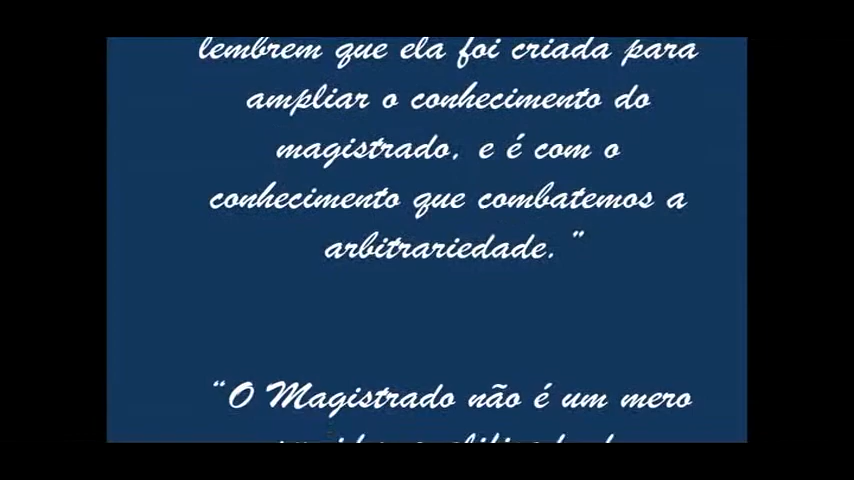 lembrem que ela foi criada para
ampliar o conhecimento do
magistrado, e é com o
conhecimento que combatemos a
arbitrariedade.”
“O Magistrado não é um mero